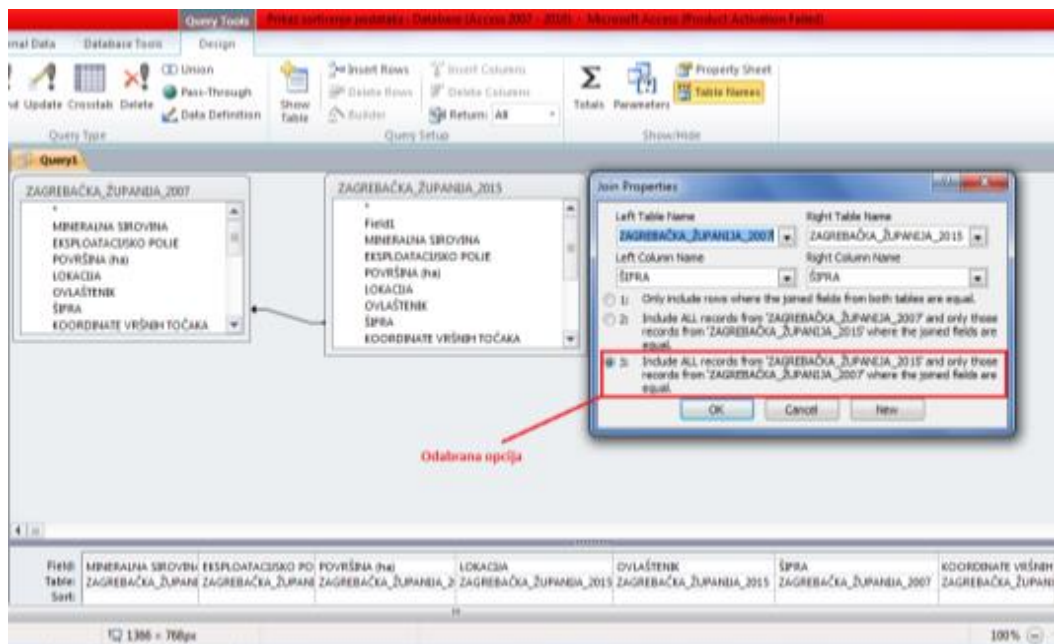 Query Tools Prikaz sortiranja podataka : Database (Access 2007 - 2010) - Microsoft Access (Product Activation Failed)
nal Data Database Tools Design
Update Crosstab Delete
Union
Pass-Through
Data Definition
Query Type
Show Table
Insert Rows
Delete Rows
Builder
Insert Columns
Delete Columns
Return: All
Query Setup
Totals Parameters
Property Sheet
Table Names
Show/Hide
Query1
ZAGREBAČKA_ŽUPANIJA_2007
*
MINERALNA SIROVINA
EKSPLOATACIJSKO POLJE
POVRŠINA (ha)
LOKACIJA
OVLAŠTENIK
ŠIFRA
KOORDINATE VRŠNIH TOČAKA
ZAGREBAČKA_ŽUPANIJA_2015
*
Field1
MINERALNA SIROVINA
EKSPLOATACIJSKO POLJE
POVRŠINA (ha)
LOKACIJA
OVLAŠTENIK
ŠIFRA
KOORDINATE VRŠNIH TOČAKA
Join Properties
Left Table Name Right Table Name
ZAGREBAČKA_ŽUPANIJA_2007 ZAGREBAČKA_ŽUPANIJA_2015
Left Column Name Right Column Name
ŠIFRA ŠIFRA
1: Only include rows where the joined fields from both tables are equal.
2: Include ALL records from 'ZAGREBAČKA_ŽUPANIJA_2007' and only those
records from 'ZAGREBAČKA_ŽUPANIJA_2015' where the joined fields are
equal.
3: Include ALL records from 'ZAGREBAČKA_ŽUPANIJA_2015' and only those
records from 'ZAGREBAČKA_ŽUPANIJA_2007' where the joined fields are
equal.
OK Cancel New
Odabrana opcija
Field: MINERALNA SIROVINA EKSPLOATACIJSKO PO POVRŠINA (ha) LOKACIJA OVLAŠTENIK ŠIFRA KOORDINATE VRŠNIH
Table: ZAGREBAČKA_ŽUPANI ZAGREBAČKA_ŽUPANI ZAGREBAČKA_ŽUPANIJA_2 ZAGREBAČKA_ŽUPANIJA_2015 ZAGREBAČKA_ŽUPANIJA_2015 ZAGREBAČKA_ŽUPANIJA_2007 ZAGREBAČKA_ŽUPANI
Sort:
1366 × 768px 100%